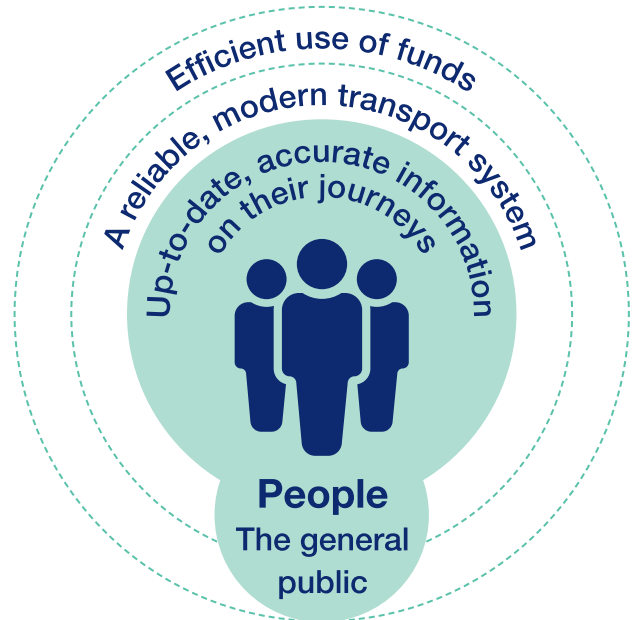 Efficient use of funds
A reliable, modern transport system
Up-to-date, accurate information
on their journeys
People
The general
public